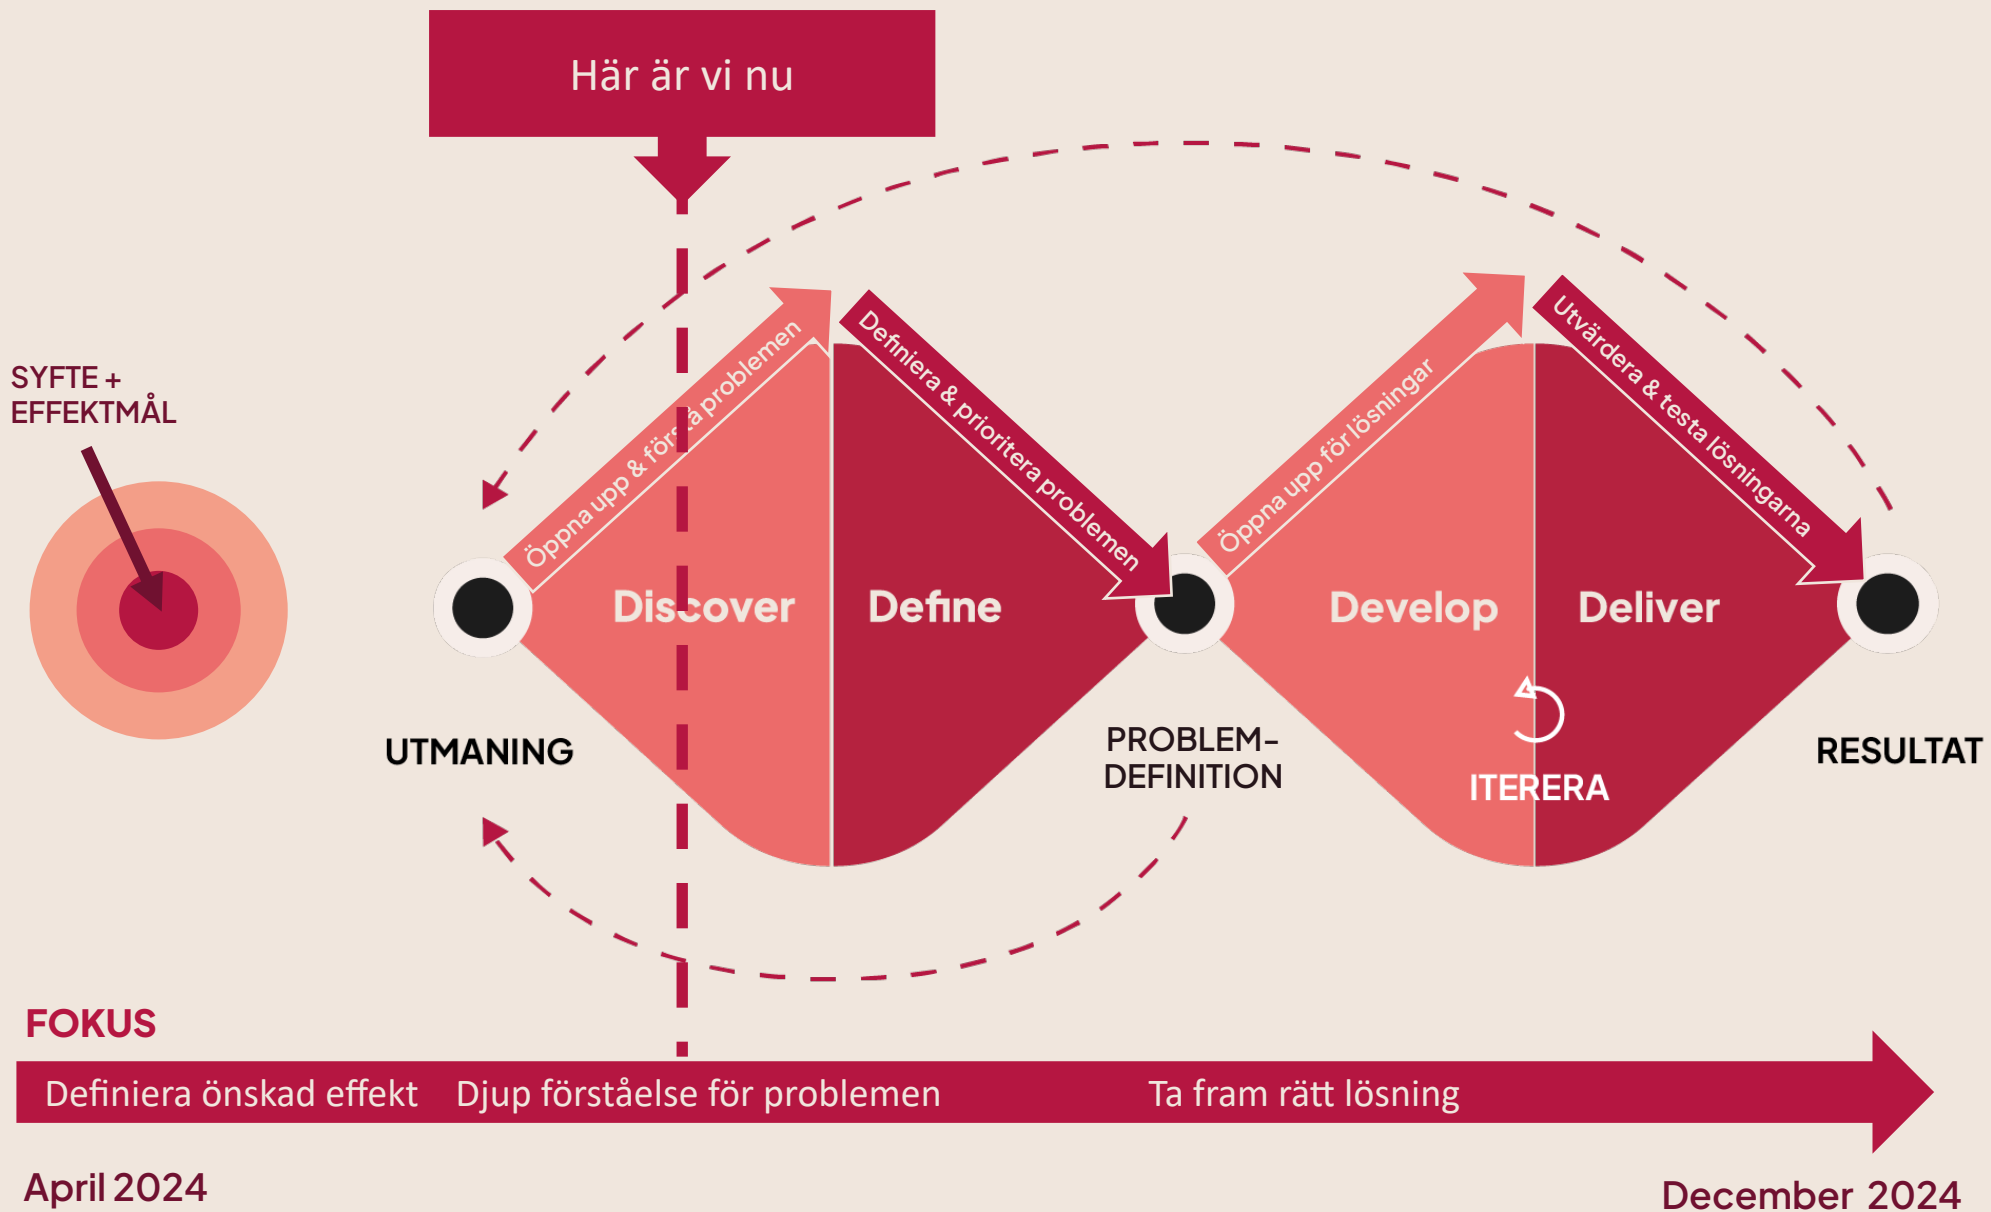 Här är vi nu
SYFTE +
EFFEKTMÅL
Öppna upp & förstå problemen
Definiera & prioritera problemen
Öppna upp för lösningar
Utvärdera & testa lösningarna
Discover
Define
Develop
Deliver
ITERERA
UTMANING
PROBLEM-
DEFINITION
RESULTAT
FOKUS
Definiera önskad effekt
Djup förståelse för problemen
Ta fram rätt lösning
April 2024
December 2024